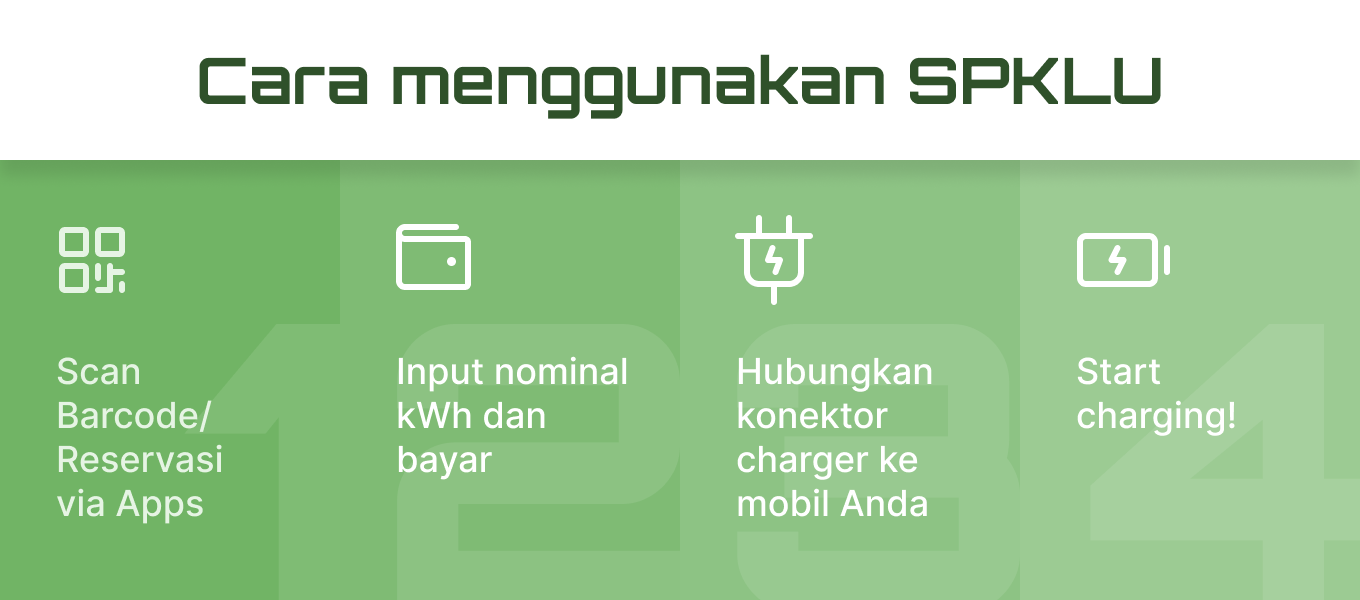 Cara menggunakan SPKLU
1
Scan
Barcode/
Reservasi
via Apps
2
Input nominal
kWh dan
bayar
3
Hubungkan
konektor
charger ke
mobil Anda
4
Start
charging!